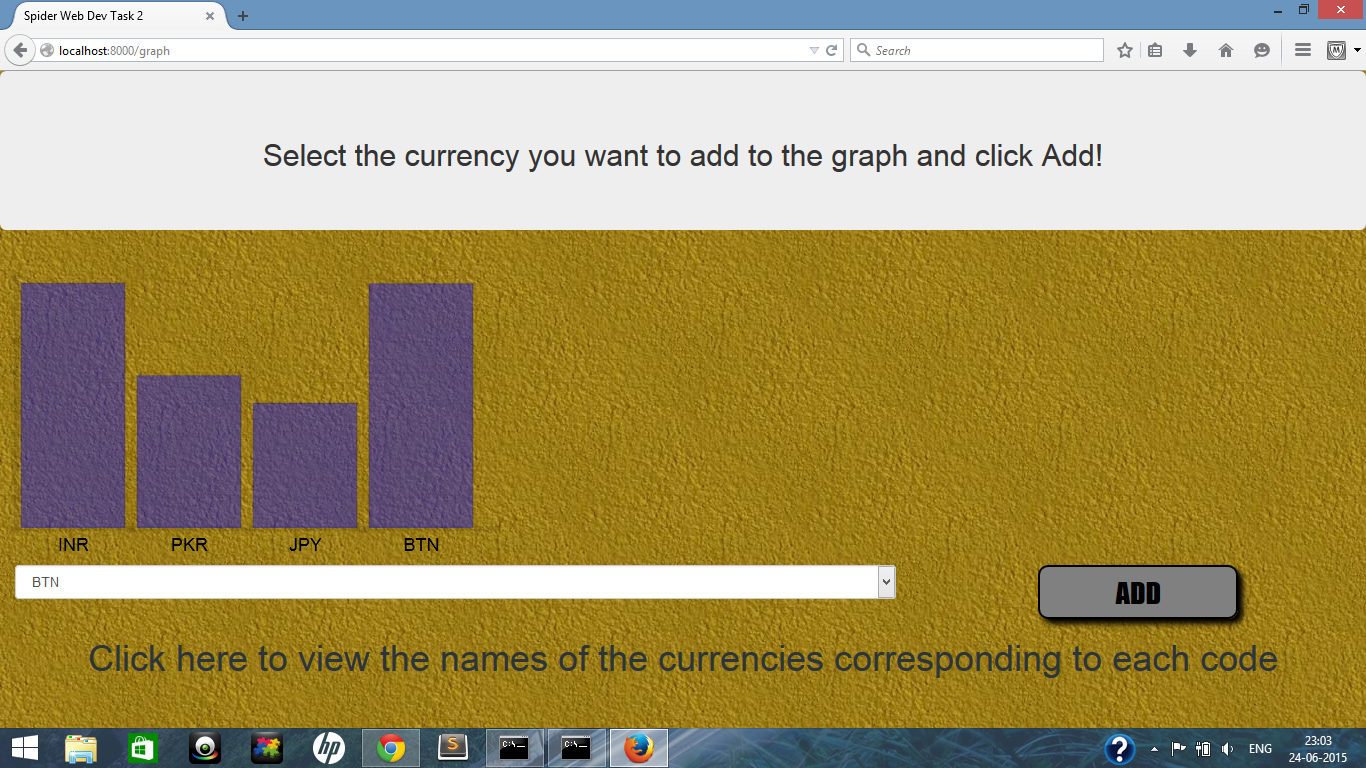 Spider Web Dev Task 2
localhost:8000/graph
Search
Select the currency you want to add to the graph and click Add!
INR PKR JPY BTN
BTN
ADD
Click here to view the names of the currencies corresponding to each code
hp
S
C:\
C:\
?
ENG
23:03
24-06-2015